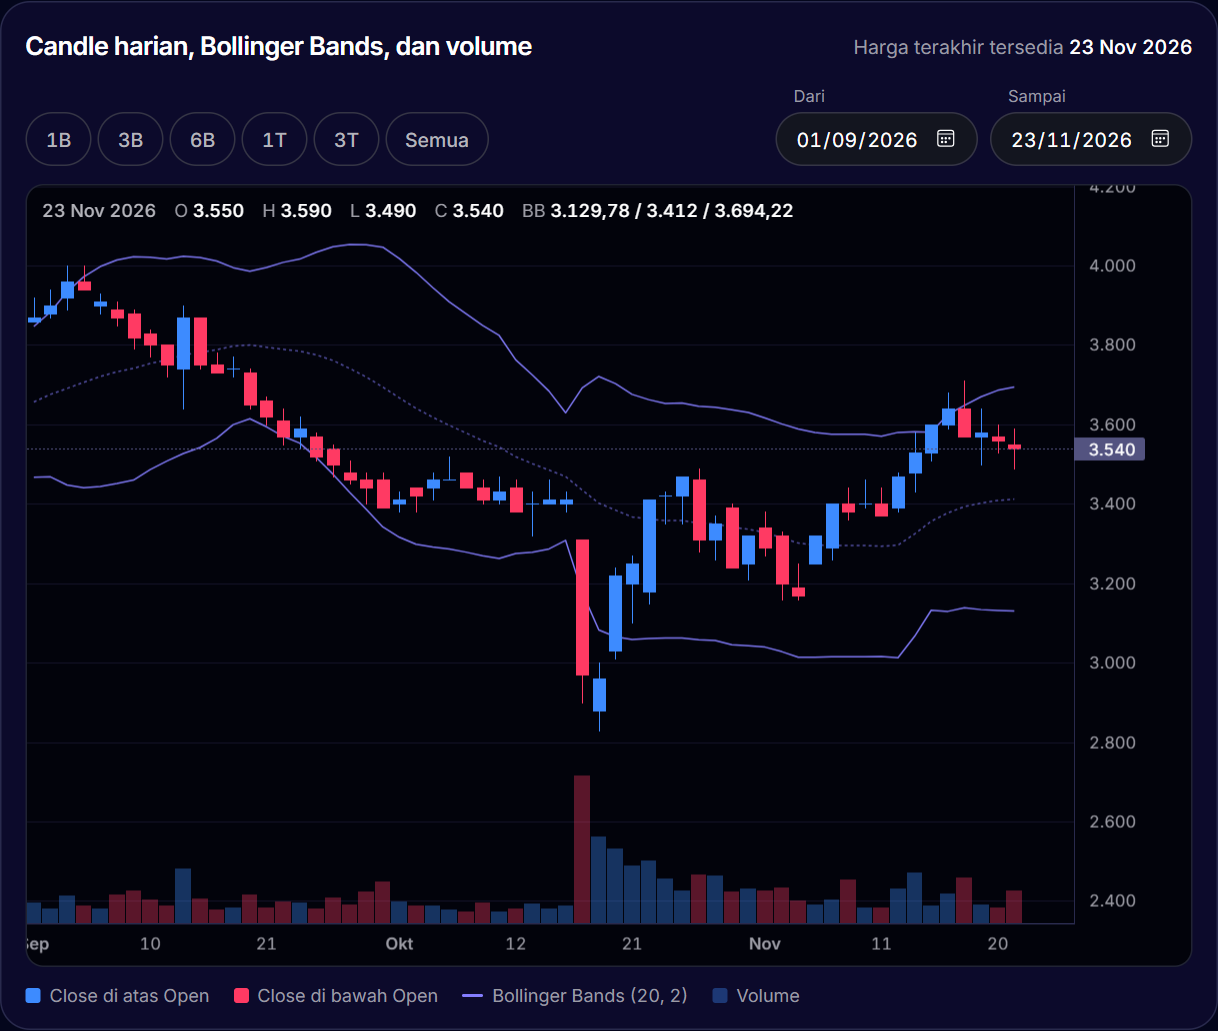 Candle harian, Bollinger Bands, dan volume
Harga terakhir tersedia 23 Nov 2026
Dari
Sampai
1B 3B 6B 1T 3T Semua
01/09/2026
23/11/2026
23 Nov 2026 O 3.550 H 3.590 L 3.490 C 3.540 BB 3.129,78 / 3.412 / 3.694,22
4.200
4.000
3.800
3.600
3.540
3.400
3.200
3.000
2.800
2.600
2.400
Sep 10 21 Okt 12 21 Nov 11 20
Close di atas Open
Close di bawah Open
Bollinger Bands (20, 2)
Volume